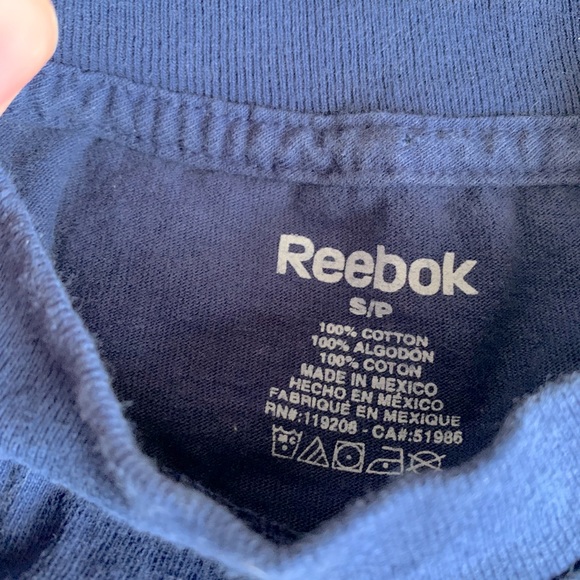 Reebok
S/P
100% COTTON
100% ALGODÓN
100% COTON
MADE IN MEXICO
HECHO EN MÉXICO
FABRIQUÉ EN MEXIQUE
RN#:119208 - CA#:51986